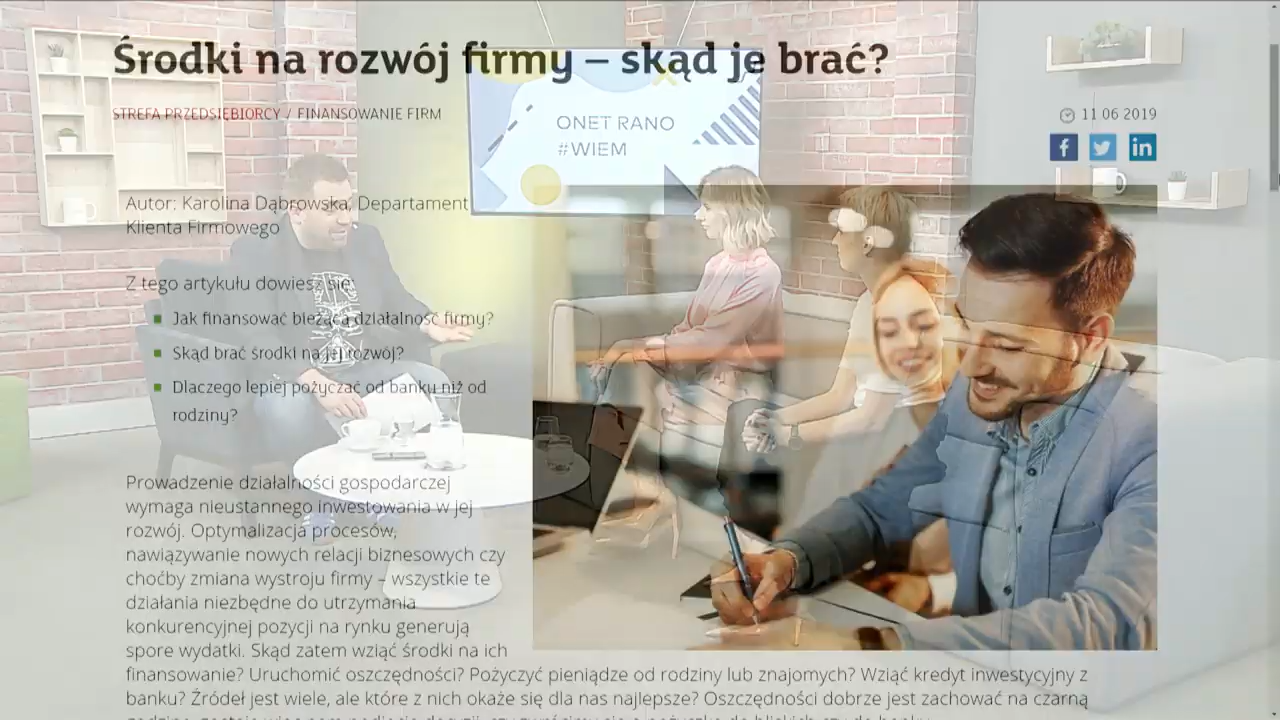 Środki na rozwój firmy – skąd je brać?
STREFA PRZEDSIĘBIORCY / FINANSOWANIE FIRM
11 06 2019
ONET RANO
#WIEM
Autor: Karolina Dąbrowska, Departament
Klienta Firmowego
Z tego artykułu dowiesz się:
Jak finansować bieżącą działalność firmy?
Skąd brać środki na jej rozwój?
Dlaczego lepiej pożyczać od banku niż od
rodziny?
Prowadzenie działalności gospodarczej
wymaga nieustannego inwestowania w jej
rozwój. Optymalizacja procesów,
nawiązywanie nowych relacji biznesowych czy
choćby zmiana wystroju firmy – wszystkie te
działania niezbędne do utrzymania
konkurencyjnej pozycji na rynku generują
spore wydatki. Skąd zatem wziąć środki na ich
finansowanie? Uruchomić oszczędności? Pożyczyć pieniądze od rodziny lub znajomych? Wziąć kredyt inwestycyjny z
banku? Źródeł jest wiele, ale które z nich okaże się dla nas najlepsze? Oszczędności dobrze jest zachować na czarną